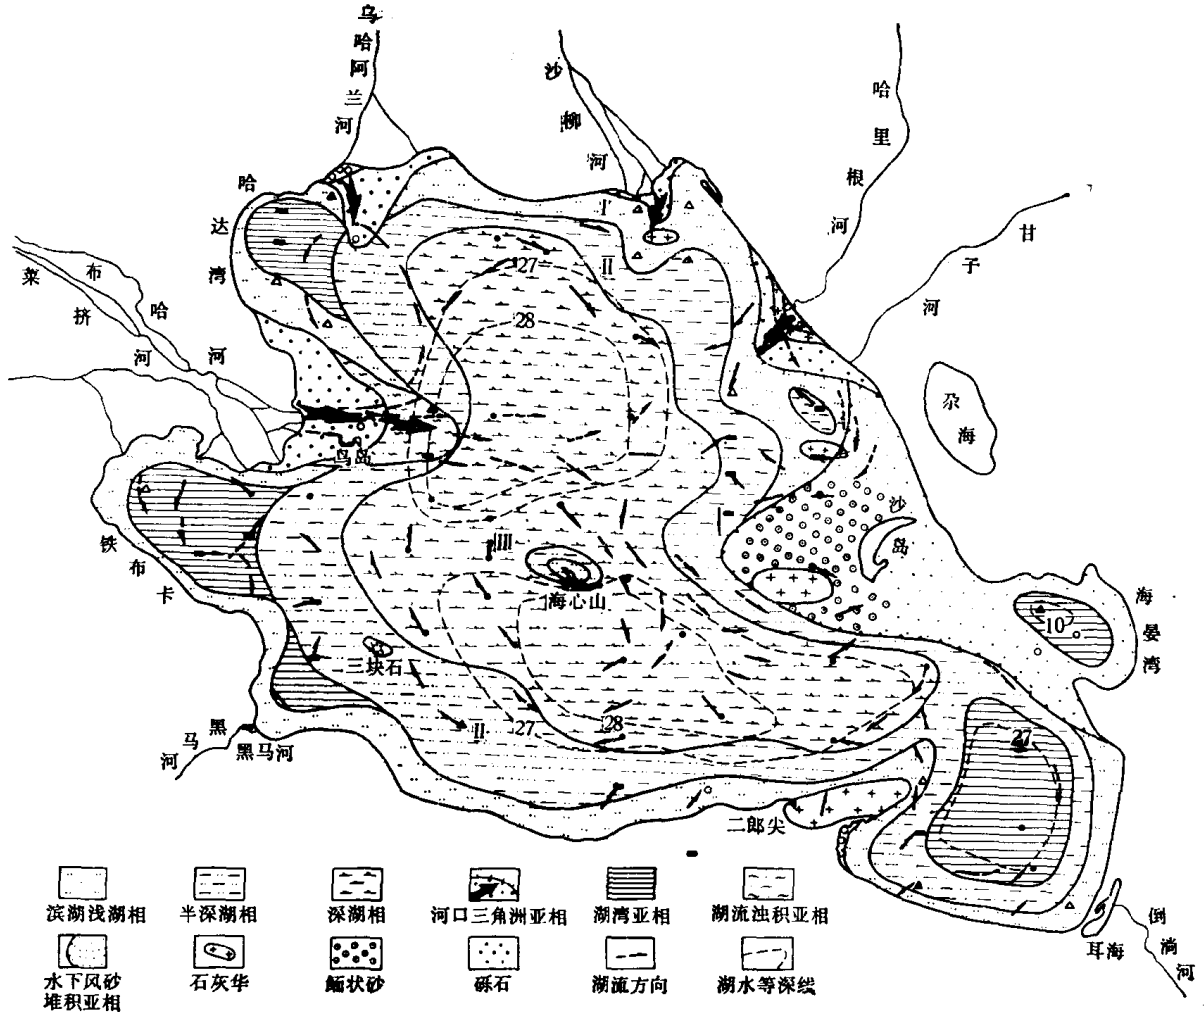 乌哈阿兰河
沙柳河
哈里根河
甘子河
哈达湾
布哈河
菜挤河
鸟岛
铁布卡
尕海
沙岛
海晏湾
I
II
27
28
III
10
海心山
三块石
II
27
28
27
黑马河
黑马河
二郎尖
耳海
倒淌河
滨湖浅湖相
半深湖相
深湖相
河口三角洲亚相
湖湾亚相
湖流浊积亚相
水下风砂
堆积亚相
石灰华
鲕状砂
砾石
湖流方向
湖水等深线